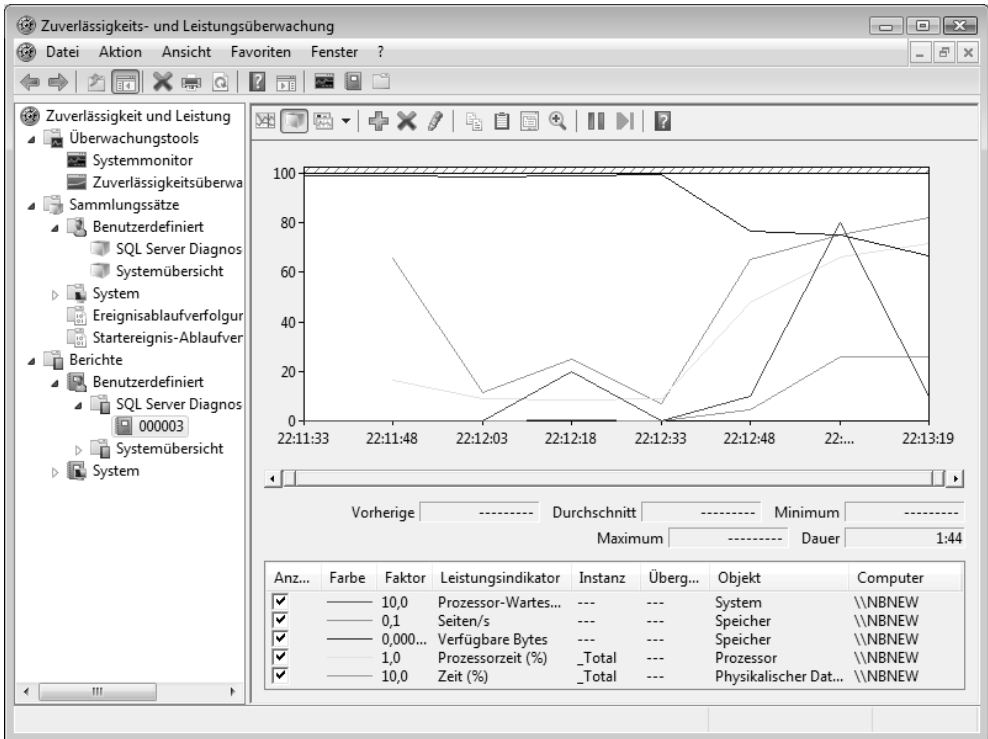 Zuverlässigkeits- und Leistungsüberwachung
Datei Aktion Ansicht Favoriten Fenster ?
Zuverlässigkeit und Leistung
Überwachungstools
Systemmonitor
Zuverlässigkeitsüberwa
Sammlungssätze
Benutzerdefiniert
SQL Server Diagnos
Systemübersicht
System
Ereignisablaufverfolgur
Startereignis-Ablaufver
Berichte
Benutzerdefiniert
SQL Server Diagnos
000003
Systemübersicht
System
100
80
60
40
20
0
22:11:33 22:11:48 22:12:03 22:12:18 22:12:33 22:12:48 22:... 22:13:19
Vorherige --------- Durchschnitt --------- Minimum ---------
Maximum --------- Dauer 1:44
Anz... Farbe Faktor Leistungsindikator Instanz Überg... Objekt Computer
10,0 Prozessor-Wartes... --- --- System \\NBNEW
0,1 Seiten/s --- --- Speicher \\NBNEW
0,000... Verfügbare Bytes --- --- Speicher \\NBNEW
1,0 Prozessorzeit (%) _Total --- Prozessor \\NBNEW
10,0 Zeit (%) _Total --- Physikalischer Dat... \\NBNEW